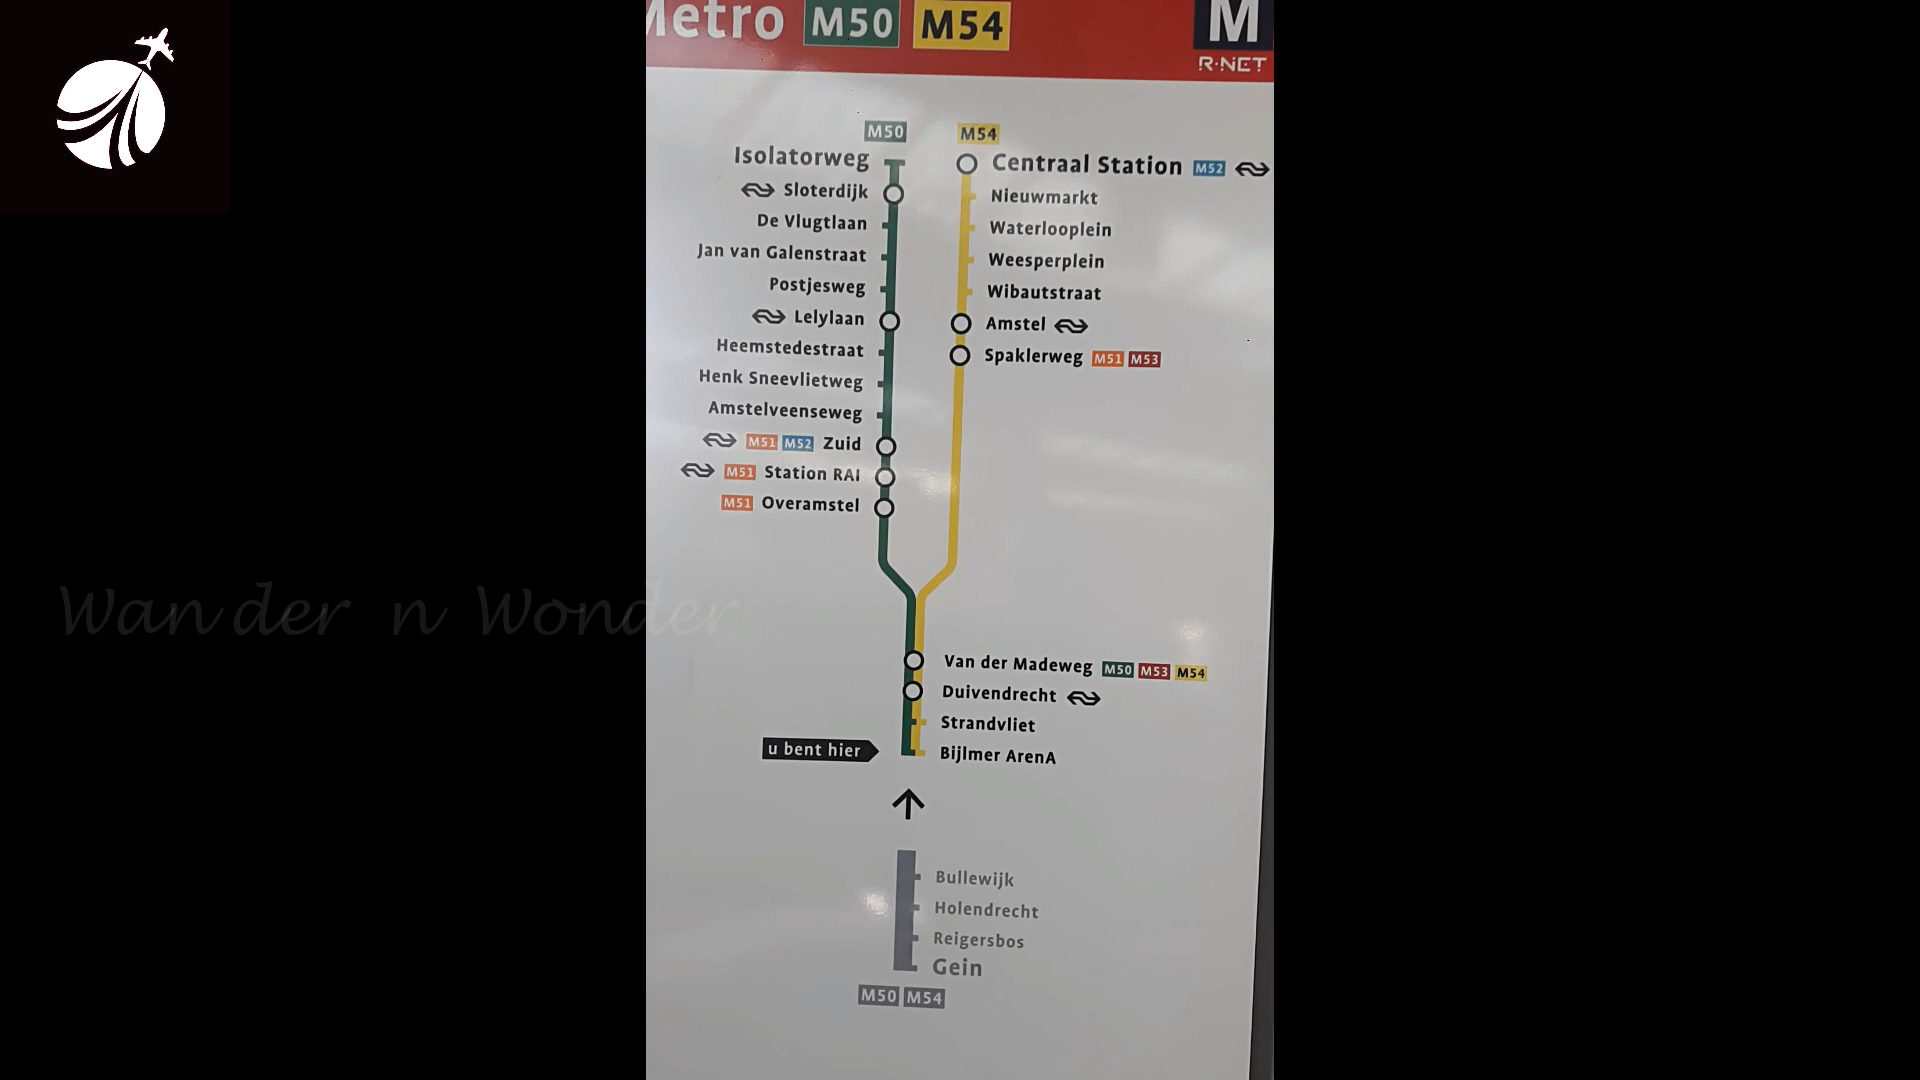 Metro M50 M54 M
R·NET
M50
Isolatorweg
Sloterdijk
De Vlugtlaan
Jan van Galenstraat
Postjesweg
Lelylaan
Heemstedestraat
Henk Sneevlietweg
Amstelveenseweg
M51 M52 Zuid
M51 Station RAI
M51 Overamstel
M54
Centraal Station M52
Nieuwmarkt
Waterlooplein
Weesperplein
Wibautstraat
Amstel
Spaklerweg M51 M53
Van der Madeweg M50 M53 M54
Duivendrecht
Strandvliet
u bent hier Bijlmer ArenA
Bullewijk
Holendrecht
Reigersbos
Gein
M50 M54
Wander n Wonder